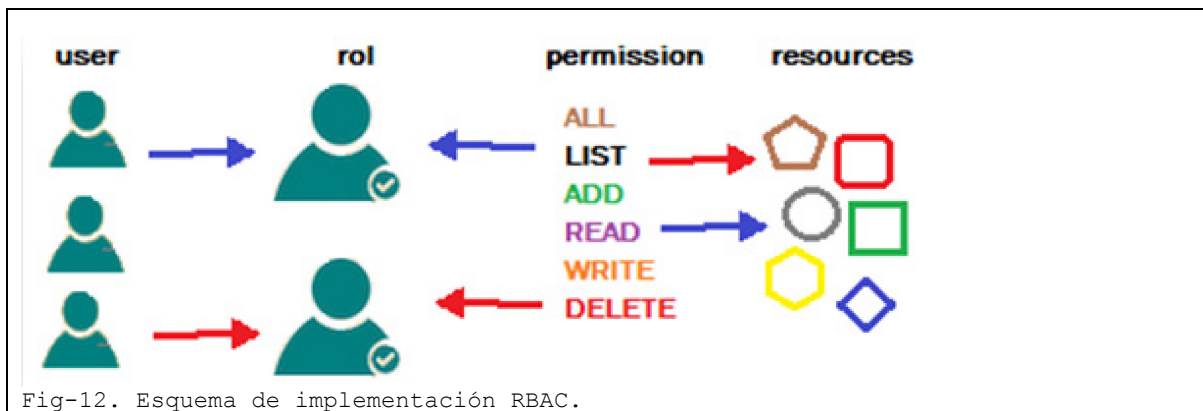 user rol permission resources
ALL
LIST
ADD
READ
WRITE
DELETE
Fig-12. Esquema de implementación RBAC.